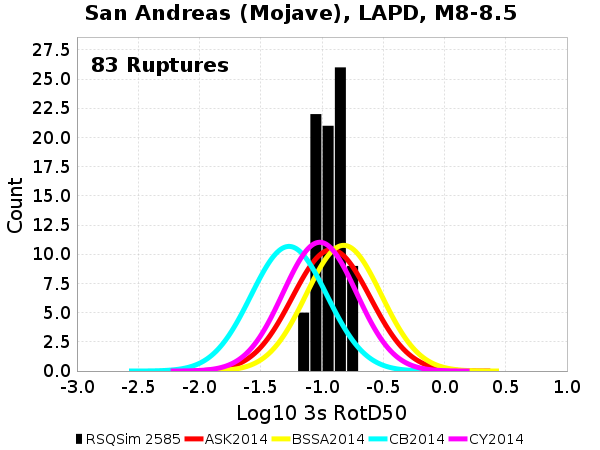 San Andreas (Mojave), LAPD, M8-8.5
83 Ruptures
Count
27.5
25.0
22.5
20.0
17.5
15.0
12.5
10.0
7.5
5.0
2.5
0.0
-3.0 -2.5 -2.0 -1.5 -1.0 -0.5 0.0 0.5 1.0
Log10 3s RotD50
RSQSim 2585 ASK2014 BSSA2014 CB2014 CY2014